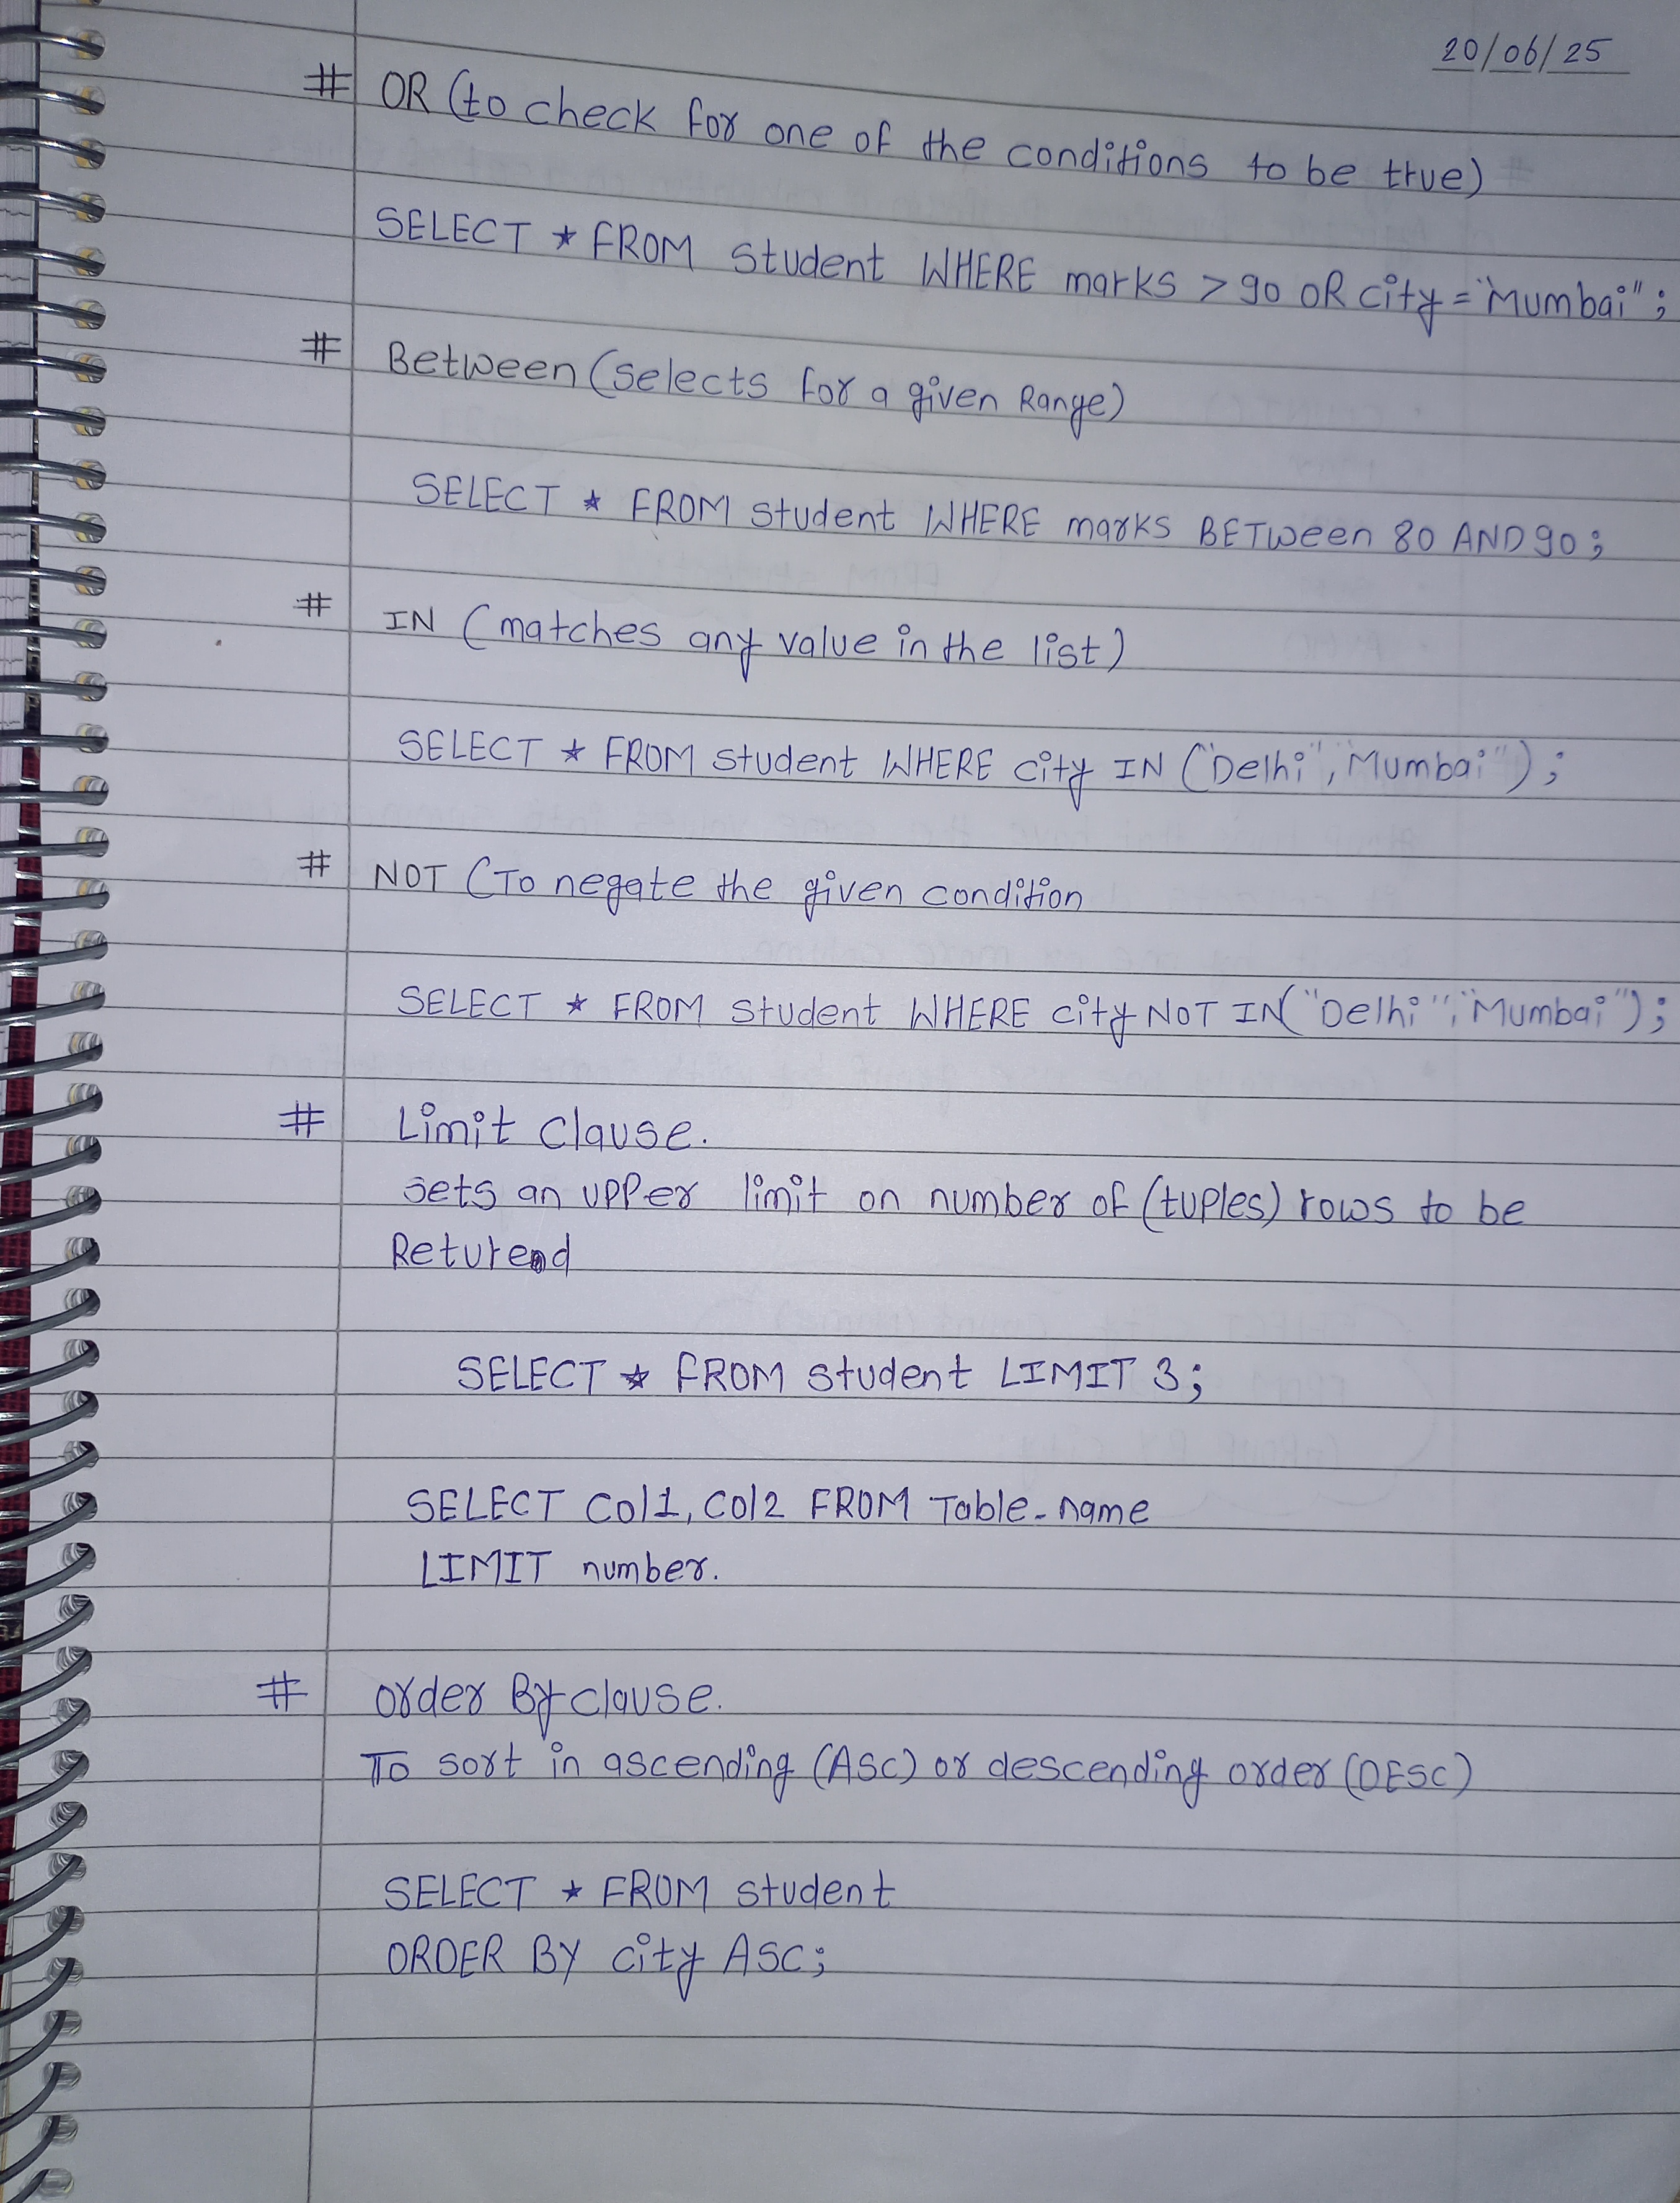 20/06/25
# OR (to check for one of the conditions to be true)
SELECT * FROM student WHERE marks > 90 OR city = "Mumbai" ;
# Between (selects for a given Range)
SELECT * FROM student WHERE marks BETween 80 AND 90 ;
# IN (matches any value in the list)
SELECT * FROM student WHERE city IN ("Delhi", "Mumbai") ;
# NOT (To negate the given condition
SELECT * FROM student WHERE city NOT IN ("Delhi", "Mumbai") ;
# Limit clause.
sets an upper limit on number of (tuples) rows to be
Returend
SELECT * FROM student LIMIT 3;
SELECT Col1, Col2 FROM Table-name
LIMIT number.
# order By clause.
To sort in ascending (ASC) or descending order (DESC)
SELECT * FROM student
ORDER BY city ASC;